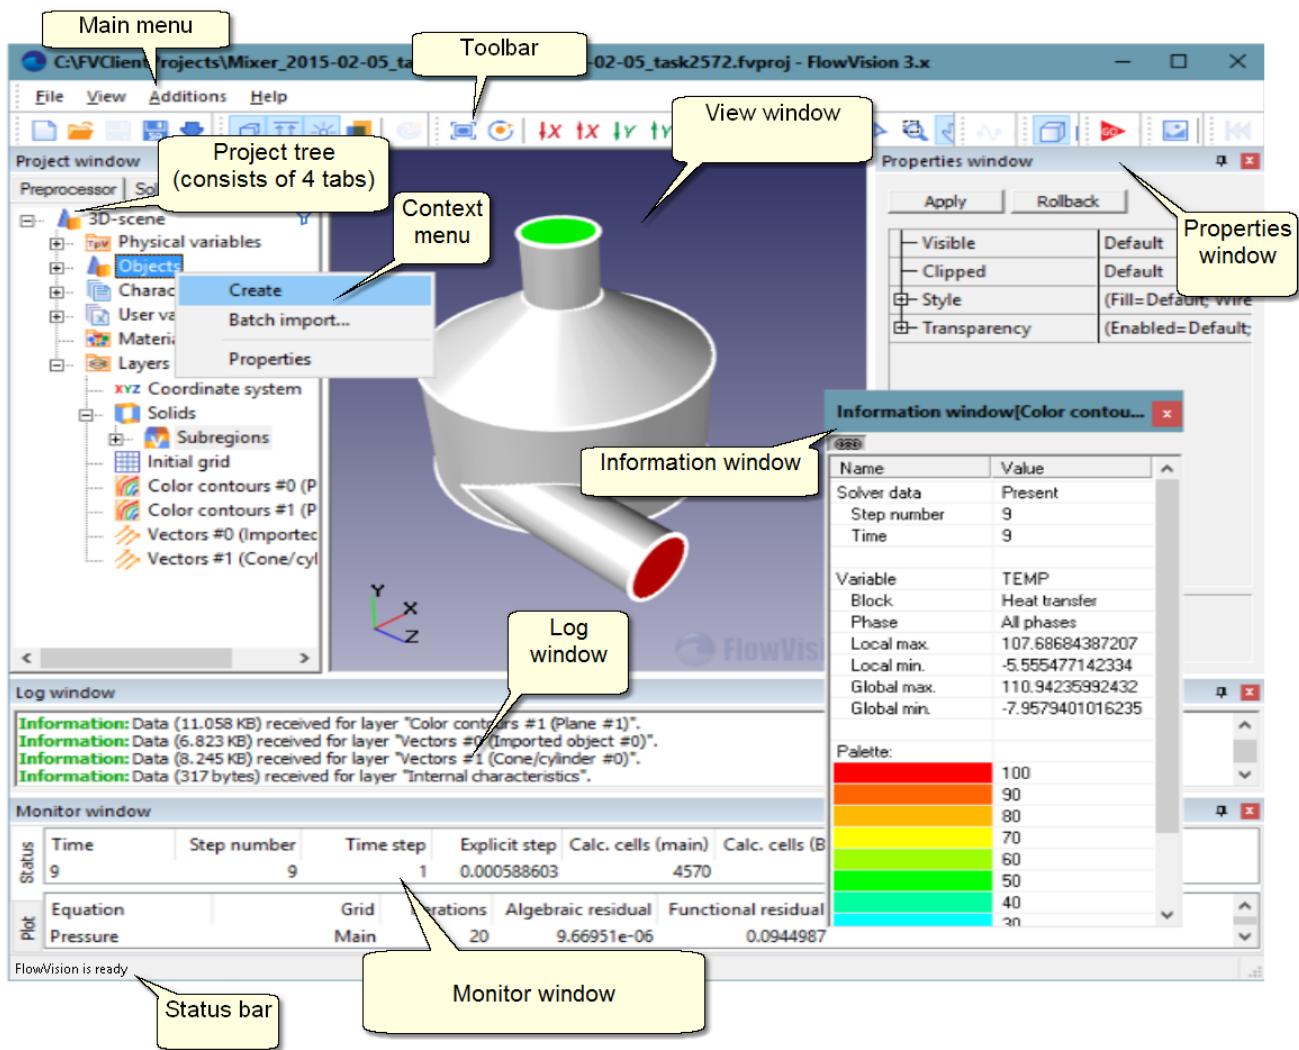 Main menu
Toolbar
C:\FVClient
rojects\Mixer_2015-02-05_ta
-02-05_task2572.fvproj - FlowVision 3.x
File View Additions Help
View window
Project window
Project tree
(consists of 4 tabs)
Properties window
Preprocessor
Apply Rollback
Context
menu
Properties
window
3D-scene
Physical variables
Objects
Charac
User va
Materia
Layers
Create
Batch import...
Properties
Coordinate system
Solids
Subregions
Initial grid
Color contours #0 (P
Color contours #1 (P
Vectors #0 (Imported
Vectors #1 (Cone/cyl
Visible Default
Clipped Default
Style (Fill=Default; Wire
Transparency (Enabled=Default;
Information window[Color contou...
Information window
Name Value
Solver data Present
Step number 9
Time 9
Variable TEMP
Block Heat transfer
Phase All phases
Local max. 107.68684387207
Local min. -5.555477142334
Global max. 110.94235992432
Global min. -7.9579401016235
Palette:
100
90
80
70
60
50
40
30
Y
X
Z
FlowVisi
Log
window
Log window
Information: Data (11.058 KB) received for layer "Color contours #1 (Plane #1)".
Information: Data (6.823 KB) received for layer "Vectors #0 (Imported object #0)".
Information: Data (8.245 KB) received for layer "Vectors #1 (Cone/cylinder #0)".
Information: Data (317 bytes) received for layer "Internal characteristics".
Monitor window
Status
Time Step number Time step Explicit step Calc. cells (main) Calc. cells (B
9 9 1 0.000588603 4570
Plot
Equation Grid Iterations Algebraic residual Functional residual
Pressure Main 20 9.66951e-06 0.0944987
FlowVision is ready
Status bar
Monitor window